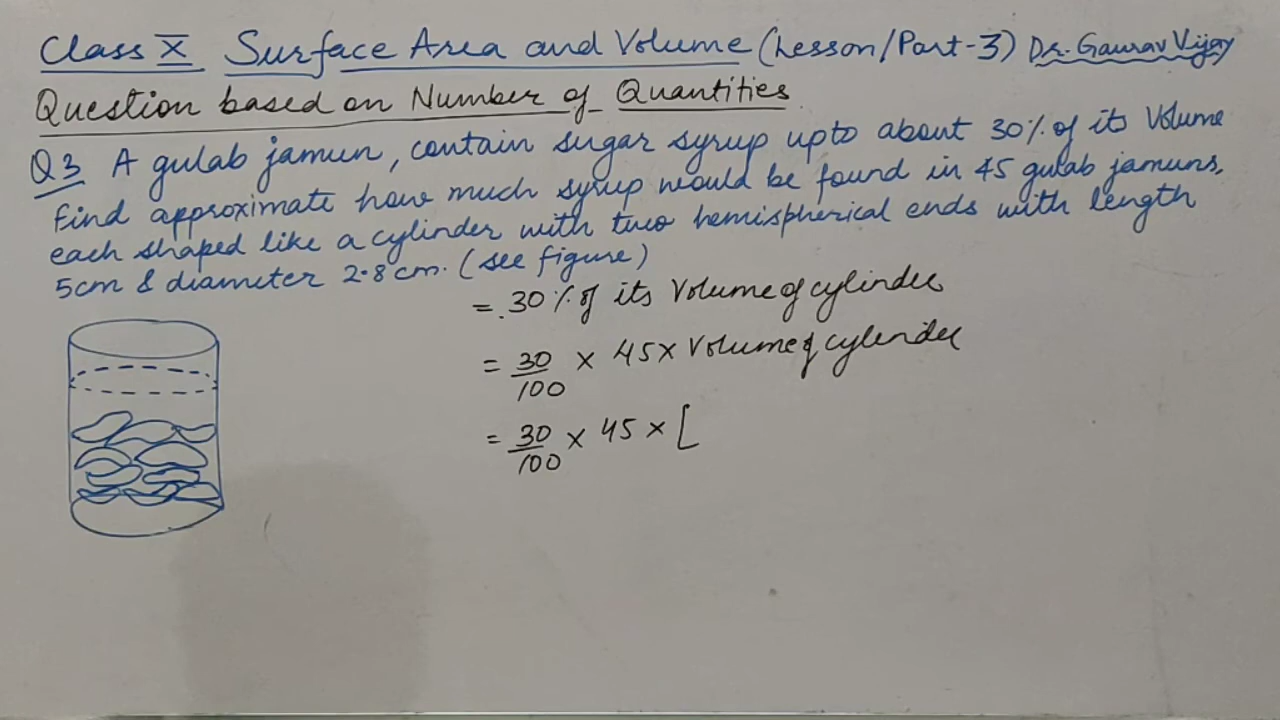 Class X Surface Area and Volume (Lesson/Part-3) Dr. Gaurav Vijay
Question based on Number of Quantities
Q3 A gulab jamun, contain sugar syrup upto about 30% of its Volume
find approximate how much syrup would be found in 45 gulab jamuns,
each shaped like a cylinder with two hemispherical ends with length
5cm & diameter 2.8cm. (see figure)
= 30% of its Volume of cylinder
= 30/100 × 45 × Volume of cylinder
= 30/100 × 45 × [